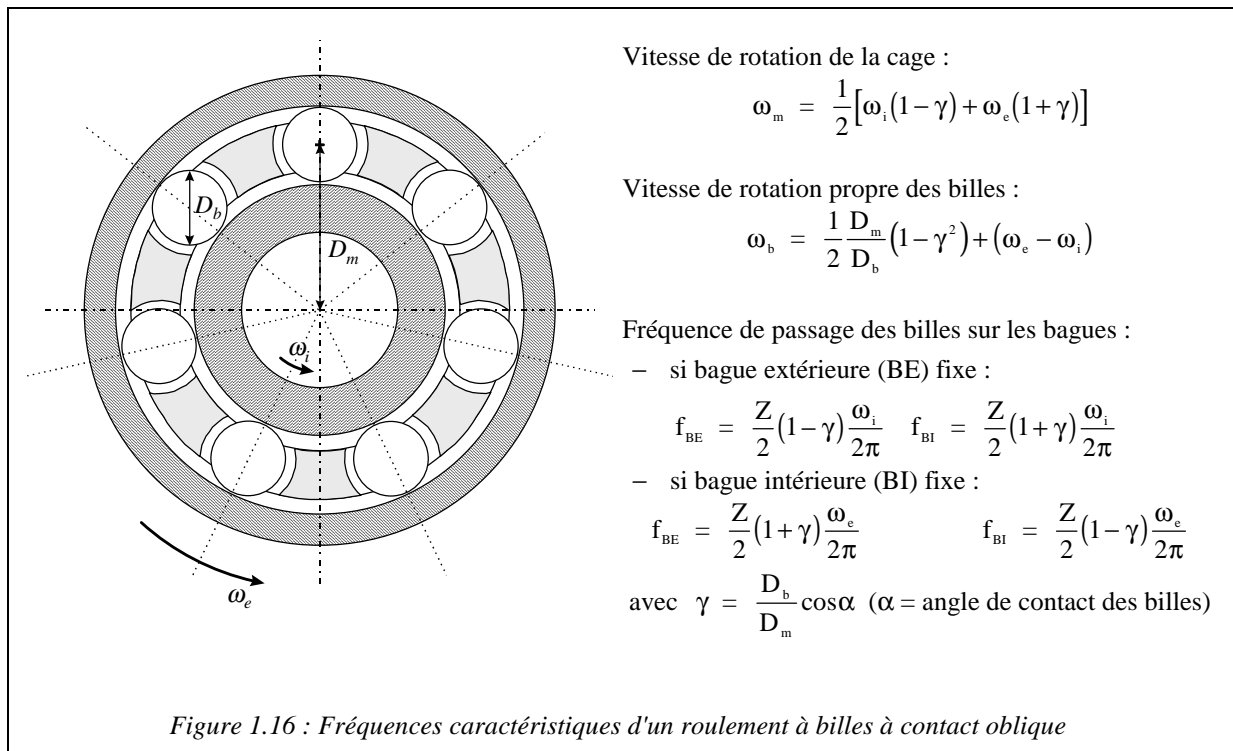 D_b
D_m
ω_i
ω_e
Vitesse de rotation de la cage :
ω_m = 1/2 [ω_i (1 − γ) + ω_e (1 + γ)]
Vitesse de rotation propre des billes :
ω_b = 1/2 D_m/D_b (1 − γ²) + (ω_e − ω_i)
Fréquence de passage des billes sur les bagues :
− si bague extérieure (BE) fixe :
f_BE = Z/2 (1 − γ) ω_i/2π f_BI = Z/2 (1 + γ) ω_i/2π
− si bague intérieure (BI) fixe :
f_BE = Z/2 (1 + γ) ω_e/2π f_BI = Z/2 (1 − γ) ω_e/2π
avec γ = D_b/D_m cosα (α = angle de contact des billes)
Figure 1.16 : Fréquences caractéristiques d'un roulement à billes à contact oblique